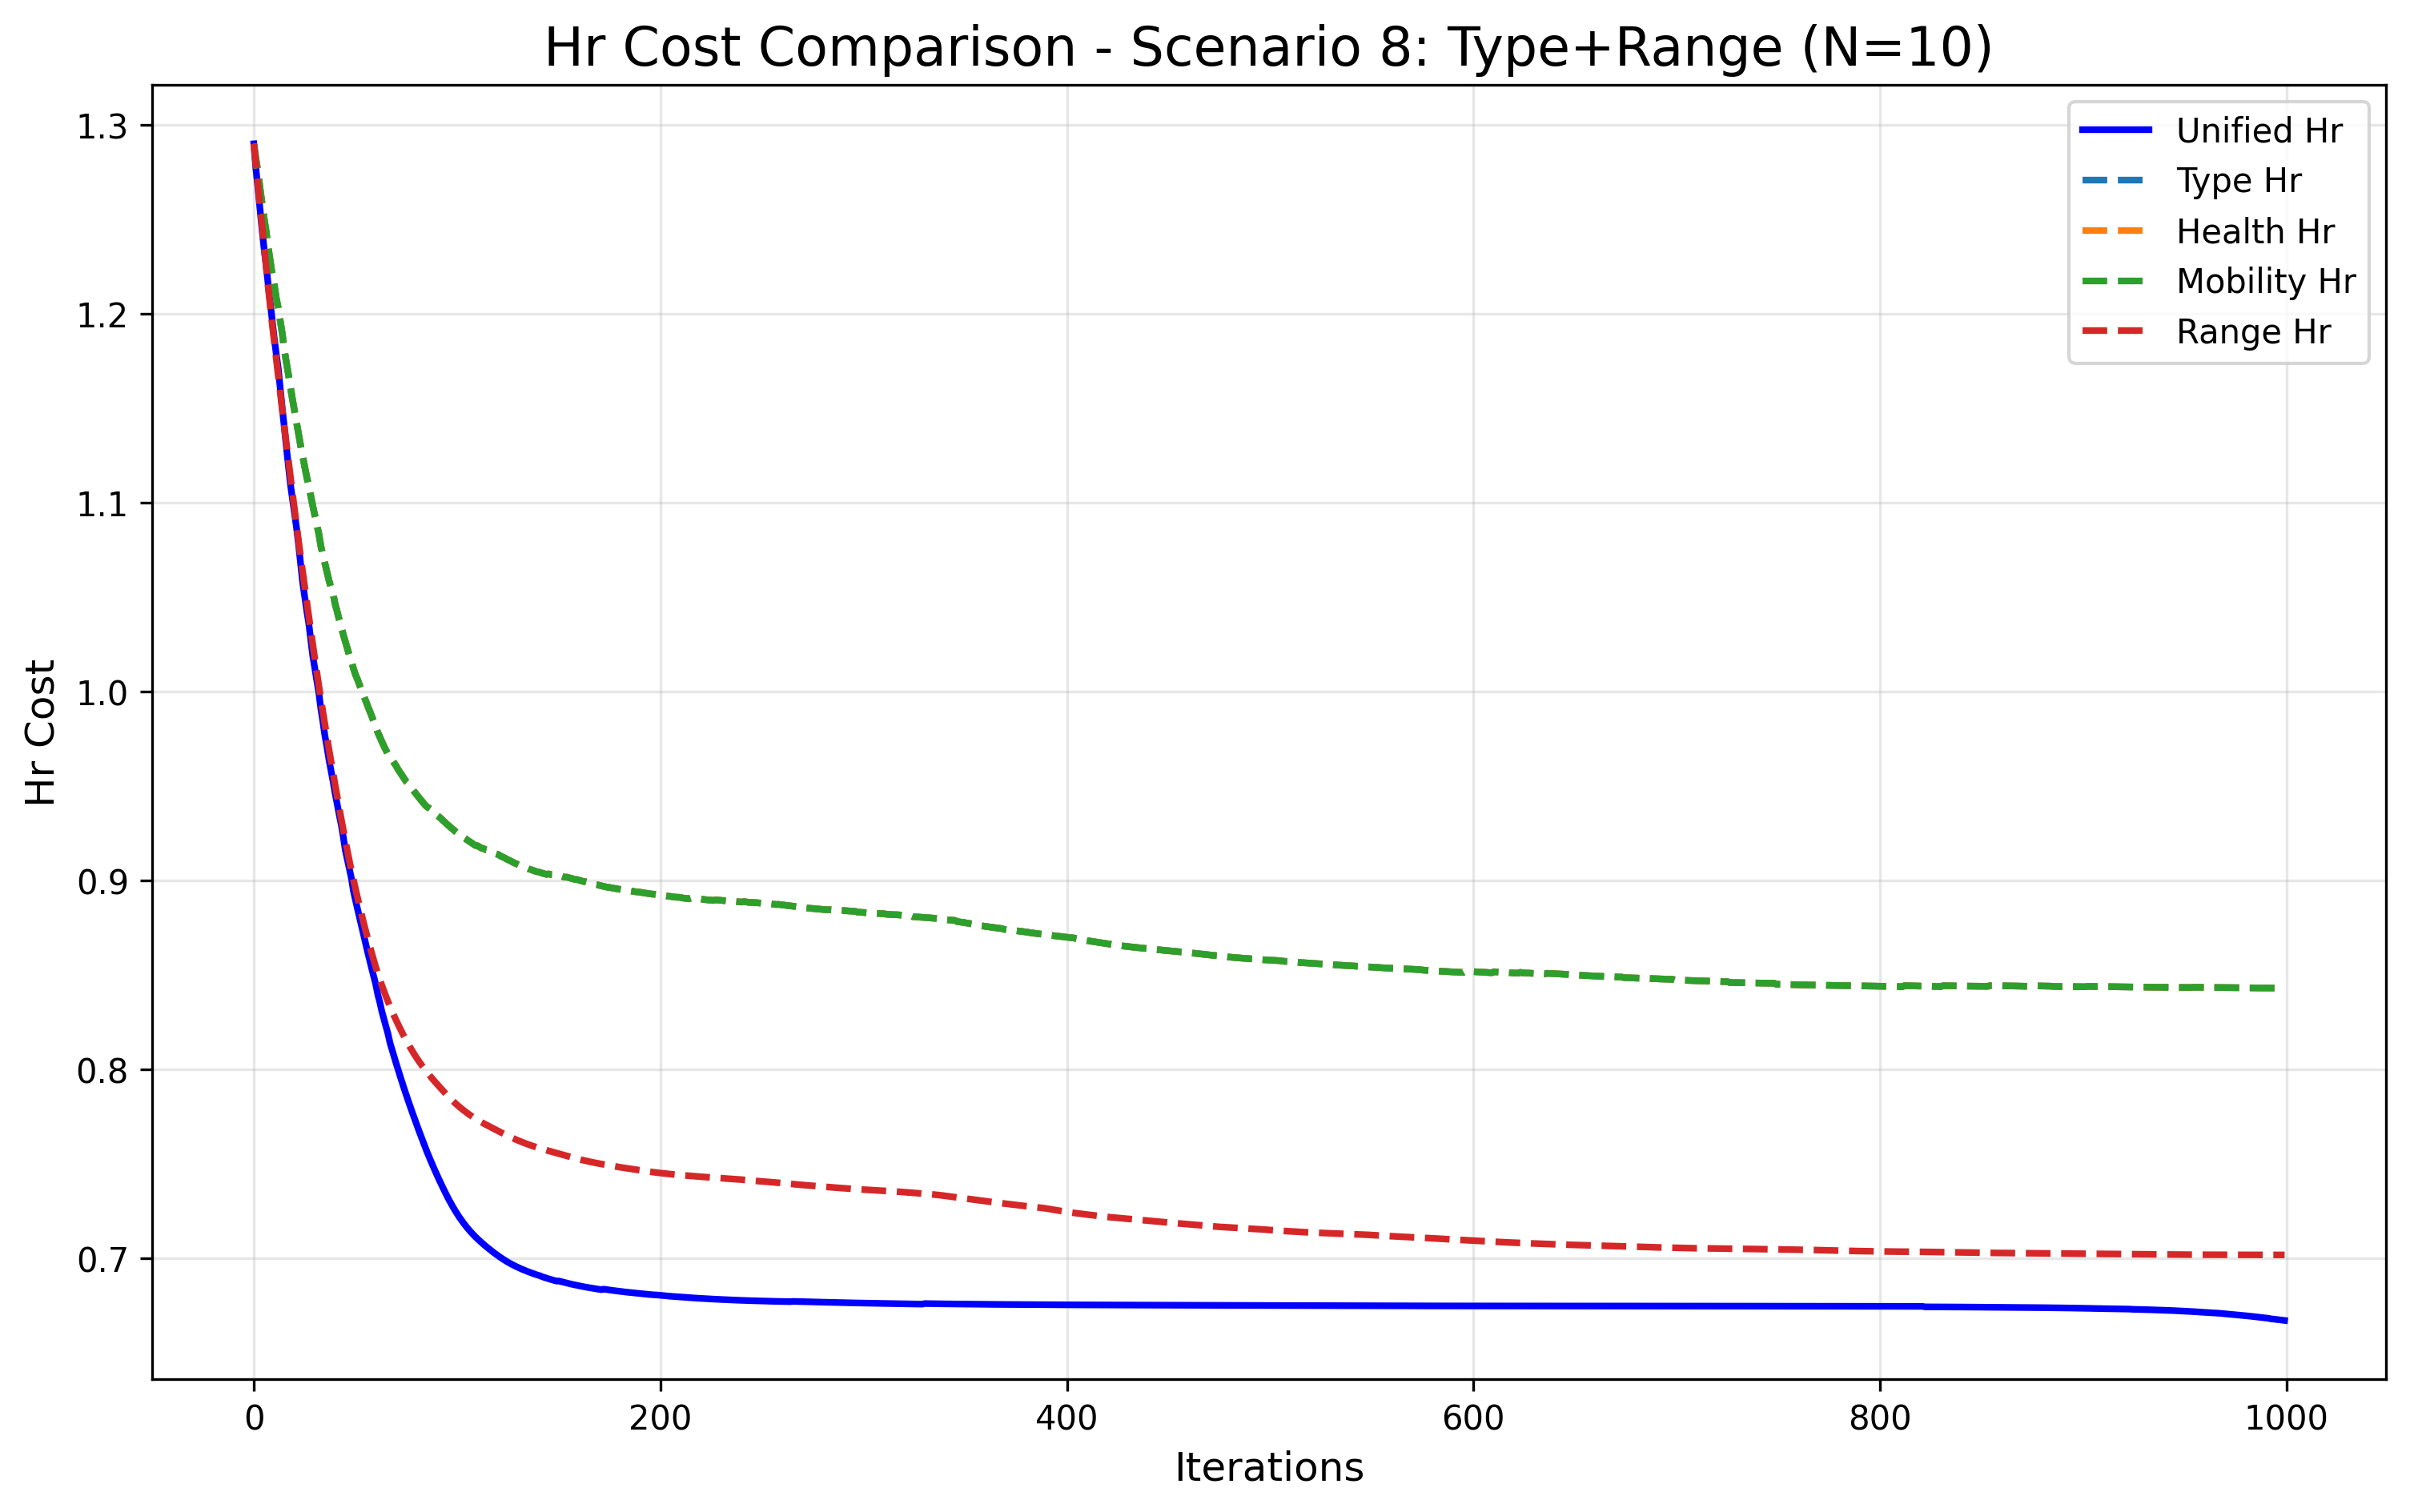 Hr Cost Comparison - Scenario 8: Type+Range (N=10)
Unified Hr
Type Hr
Health Hr
Mobility Hr
Range Hr
1.3
1.2
1.1
1.0
0.9
0.8
0.7
Hr Cost
0 200 400 600 800 1000
Iterations